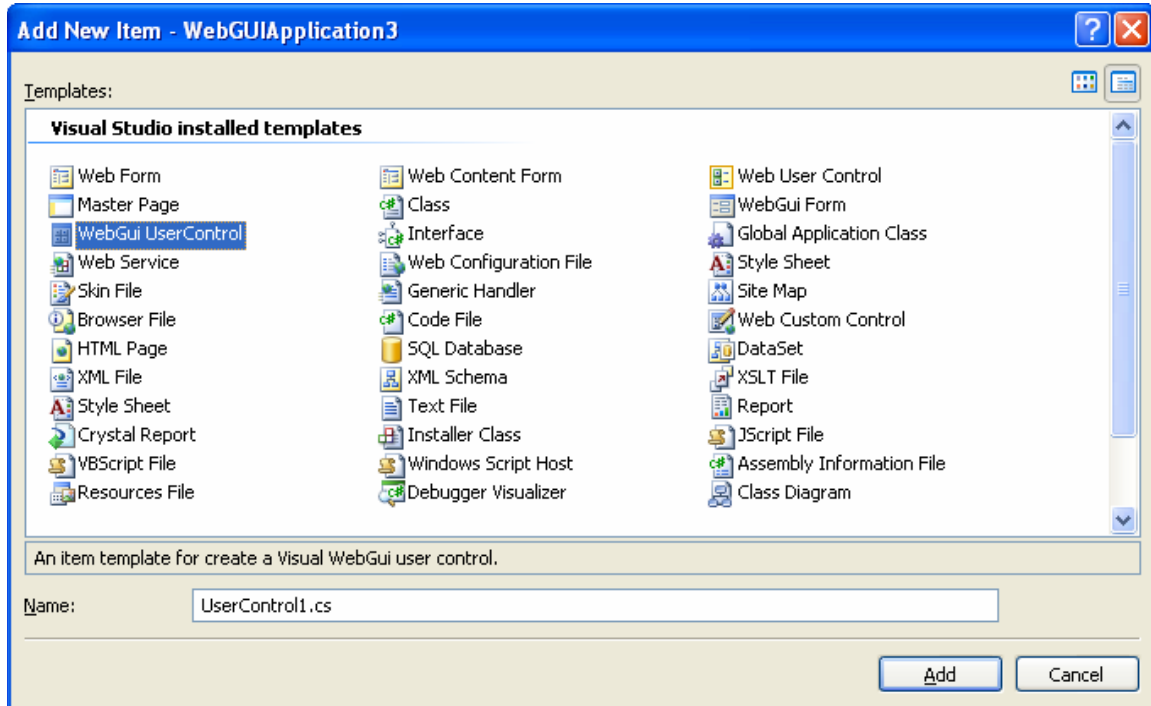 Add New Item - WebGUIApplication3
Templates:
Visual Studio installed templates
Web Form Web Content Form Web User Control
Master Page Class WebGui Form
WebGui UserControl Interface Global Application Class
Web Service Web Configuration File Style Sheet
Skin File Generic Handler Site Map
Browser File Code File Web Custom Control
HTML Page SQL Database DataSet
XML File XML Schema XSLT File
Style Sheet Text File Report
Crystal Report Installer Class JScript File
VBScript File Windows Script Host Assembly Information File
Resources File Debugger Visualizer Class Diagram
An item template for create a Visual WebGui user control.
Name: UserControl1.cs
Add Cancel